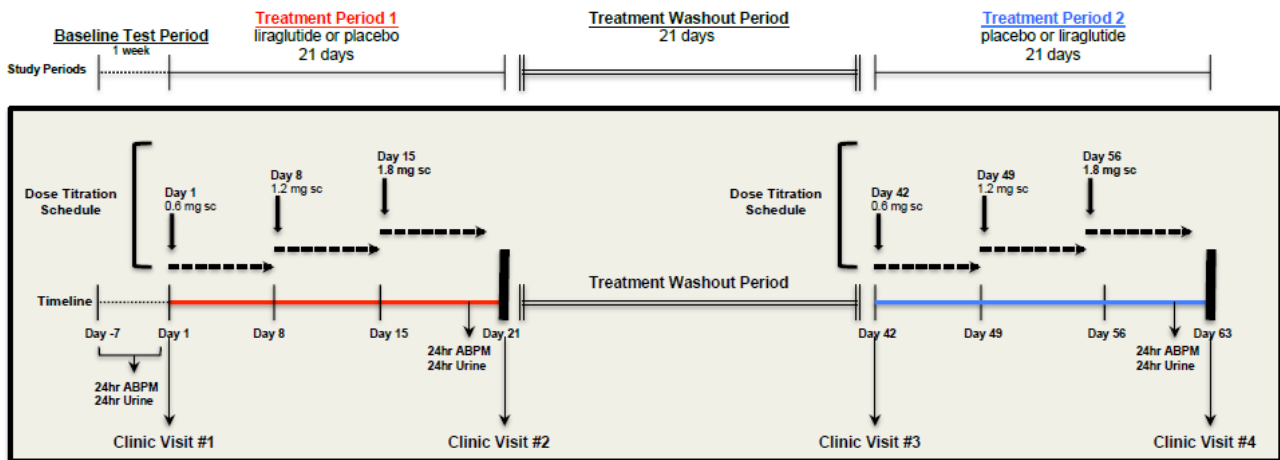 Baseline Test Period
1 week
Treatment Period 1
liraglutide or placebo
21 days
Treatment Washout Period
21 days
Treatment Period 2
placebo or liraglutide
21 days
Study Periods
Dose Titration
Schedule
Day 1
0.6 mg sc
Day 8
1.2 mg sc
Day 15
1.8 mg sc
Dose Titration
Schedule
Day 42
0.6 mg sc
Day 49
1.2 mg sc
Day 56
1.8 mg sc
Treatment Washout Period
Timeline
Day -7
Day 1
Day 8
Day 15
Day 21
Day 42
Day 49
Day 56
Day 63
24hr ABPM
24hr Urine
24hr ABPM
24hr Urine
24hr ABPM
24hr Urine
Clinic Visit #1
Clinic Visit #2
Clinic Visit #3
Clinic Visit #4